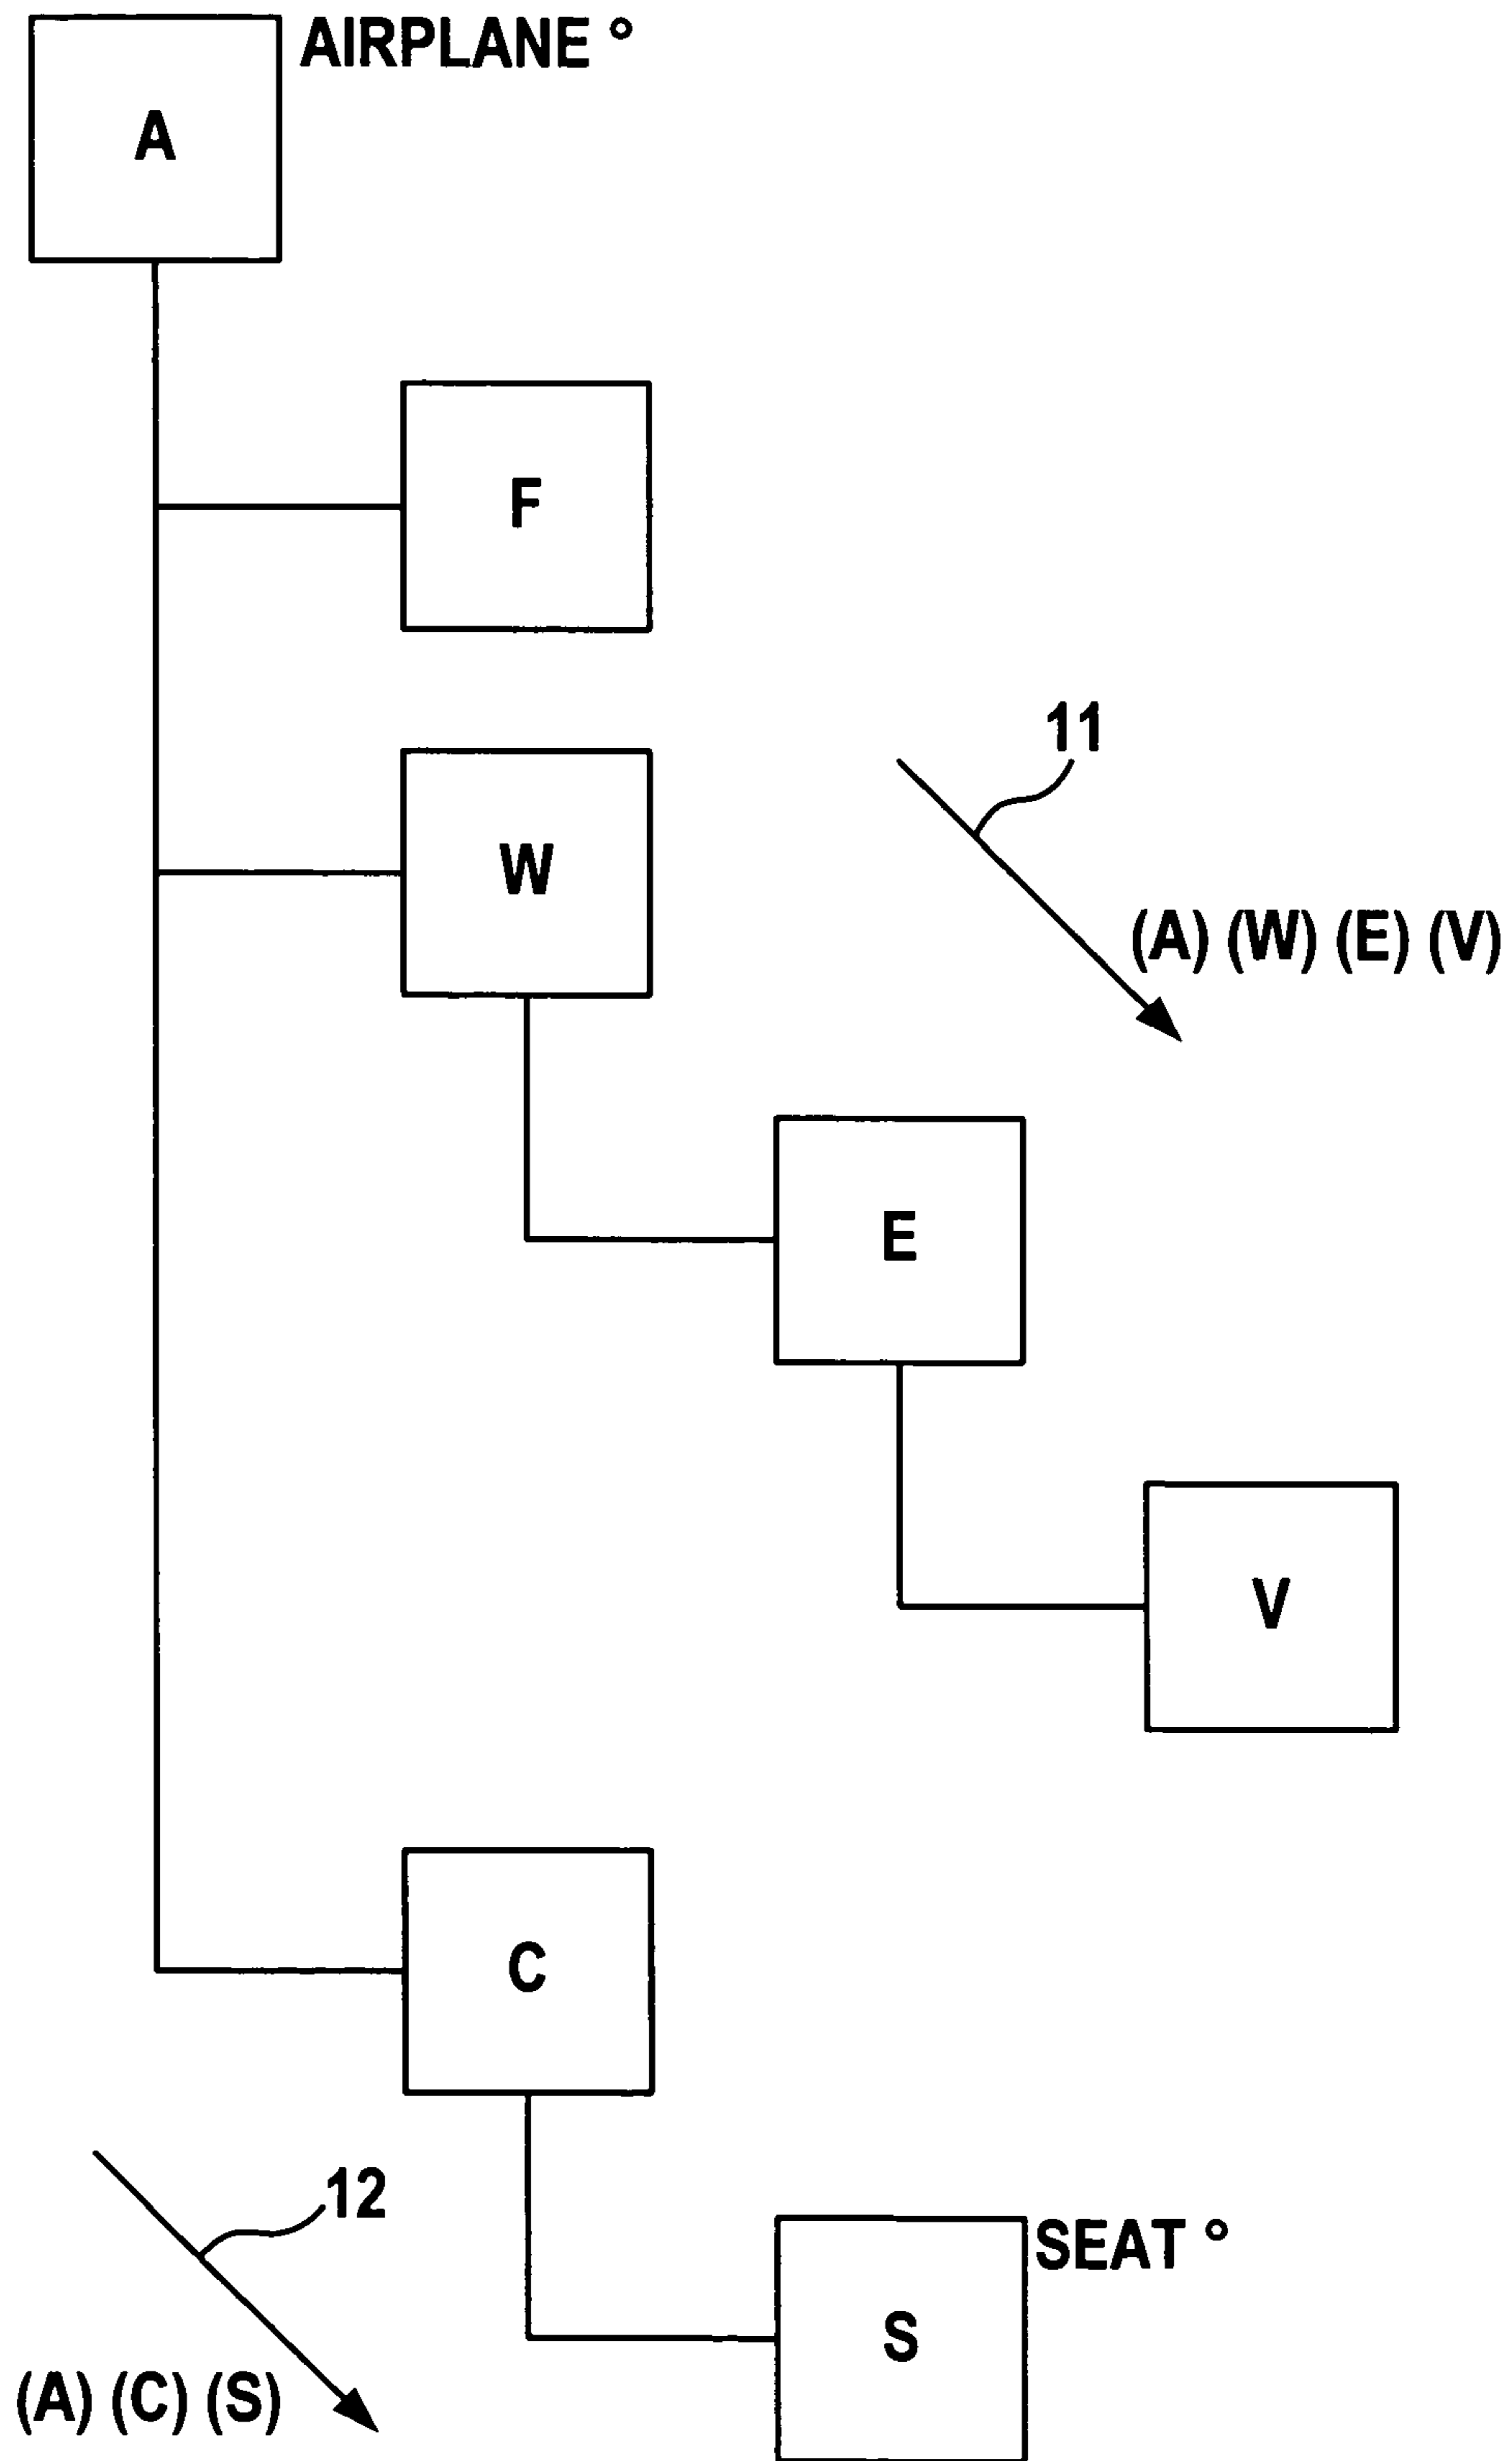 AIRPLANE °
A
F
W
11
(A) (W) (E) (V)
E
V
C
12
SEAT °
S
(A) (C) (S)